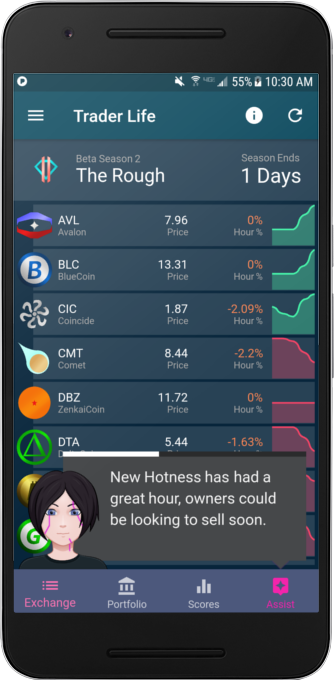 55% 10:30 AM
Trader Life
Beta Season 2
The Rough
Season Ends
1 Days
AVL
Avalon
7.96
Price
0%
Hour %
BLC
BlueCoin
13.31
Price
0%
Hour %
CIC
Coincide
1.87
Price
-2.09%
Hour %
CMT
Comet
8.44
Price
-2.2%
Hour %
DBZ
ZenkaiCoin
11.72
Price
0%
Hour %
DTA
5.44
-1.63%
New Hotness has had a
great hour, owners could
be looking to sell soon.
Exchange
Portfolio
Scores
Assist